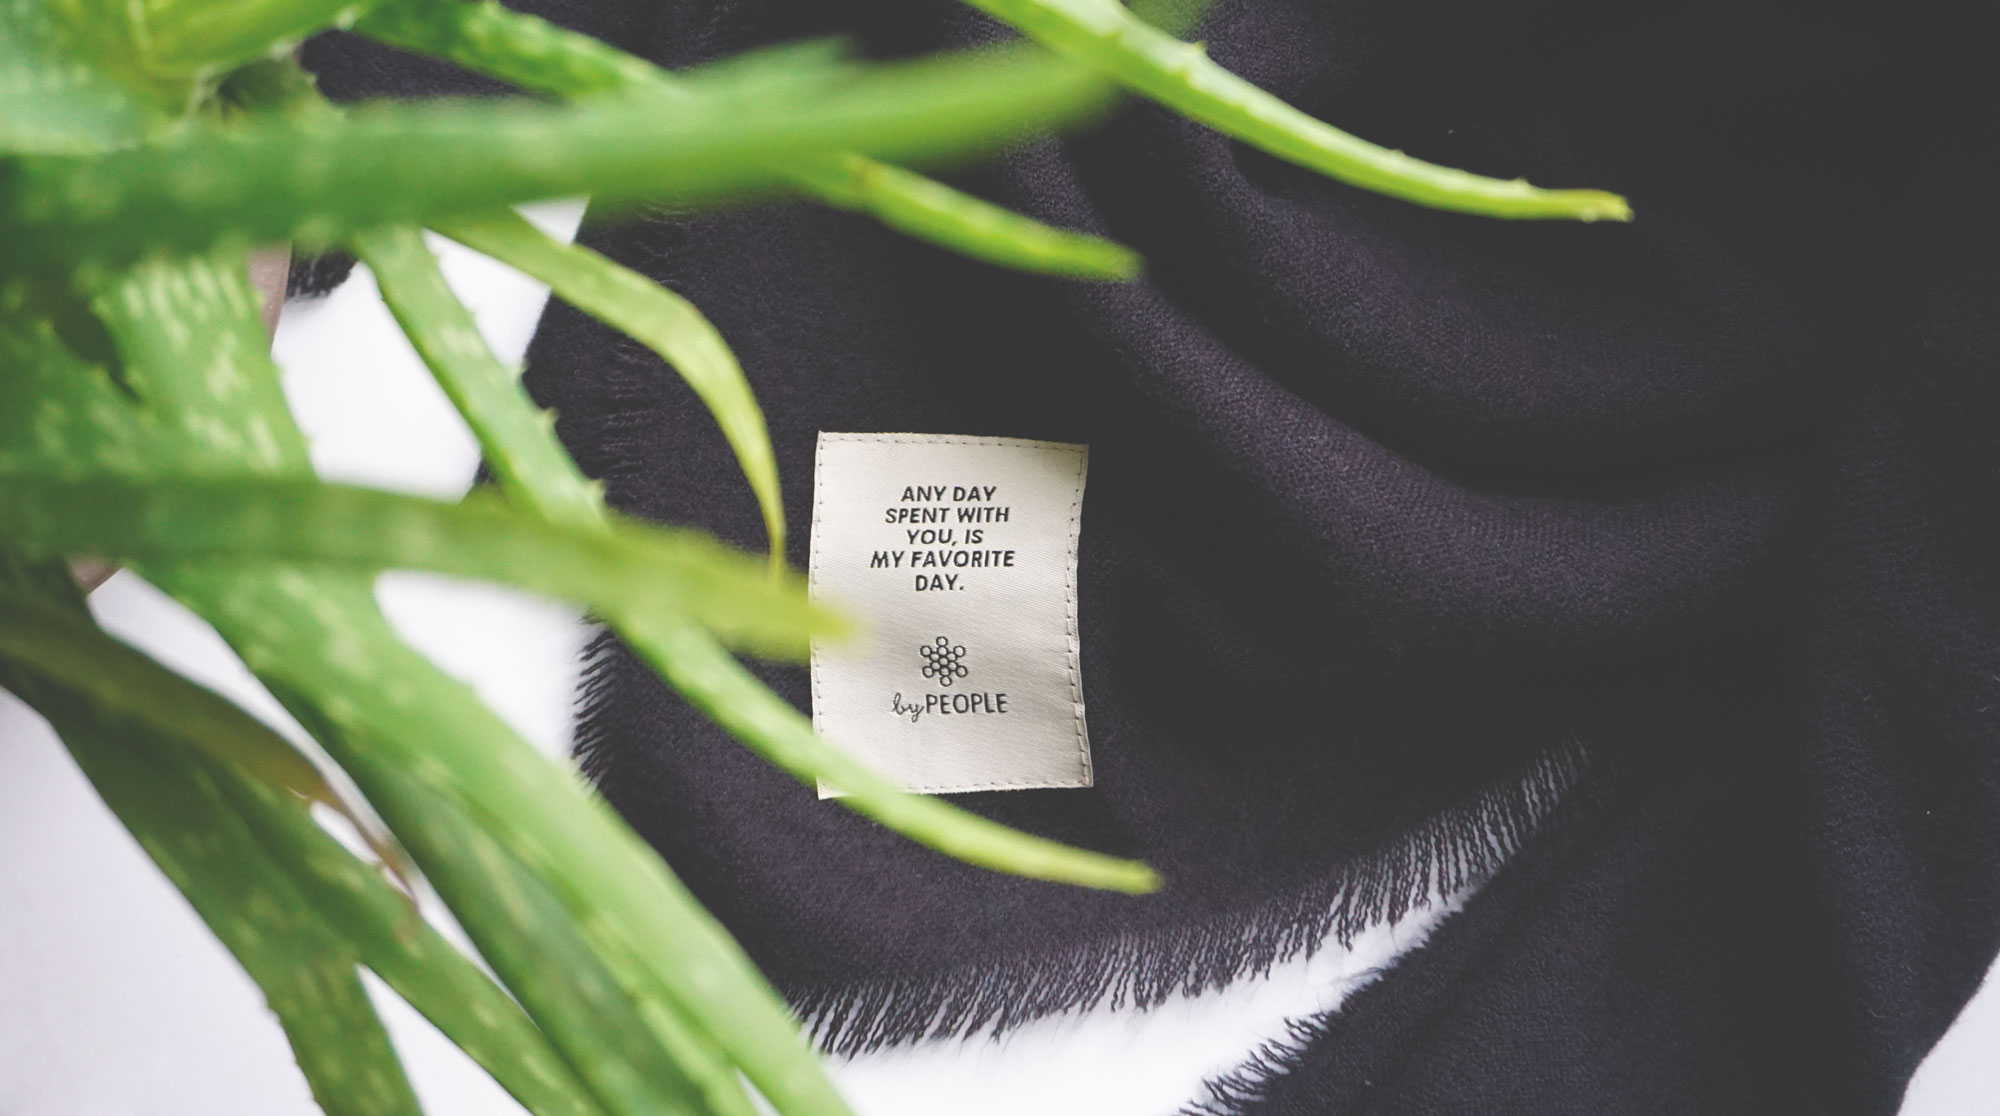 ANY DAY
SPENT WITH
YOU, IS
MY FAVORITE
DAY.
byPEOPLE